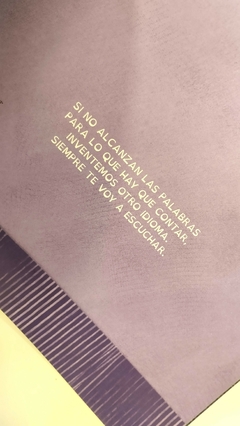 SI NO ALCANZAN LAS PALABRAS
PARA LO QUE HAY QUE CONTAR,
INVENTEMOS OTRO IDIOMA,
SIEMPRE TE VOY A ESCUCHAR.